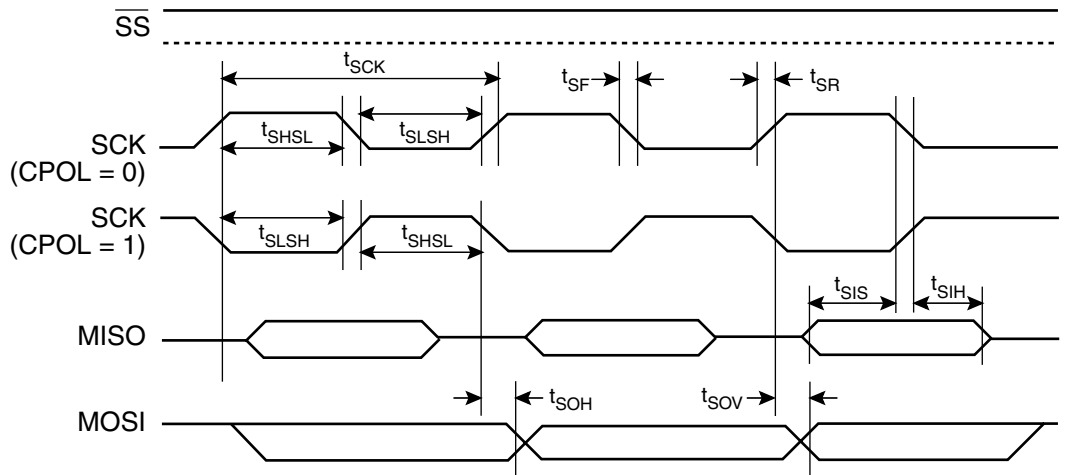 SS
tSCK
tSF
tSR
SCK
(CPOL = 0)
tSHSL
tSLSH
SCK
(CPOL = 1)
tSLSH
tSHSL
tSIS
tSIH
MISO
tSOH
tSOV
MOSI